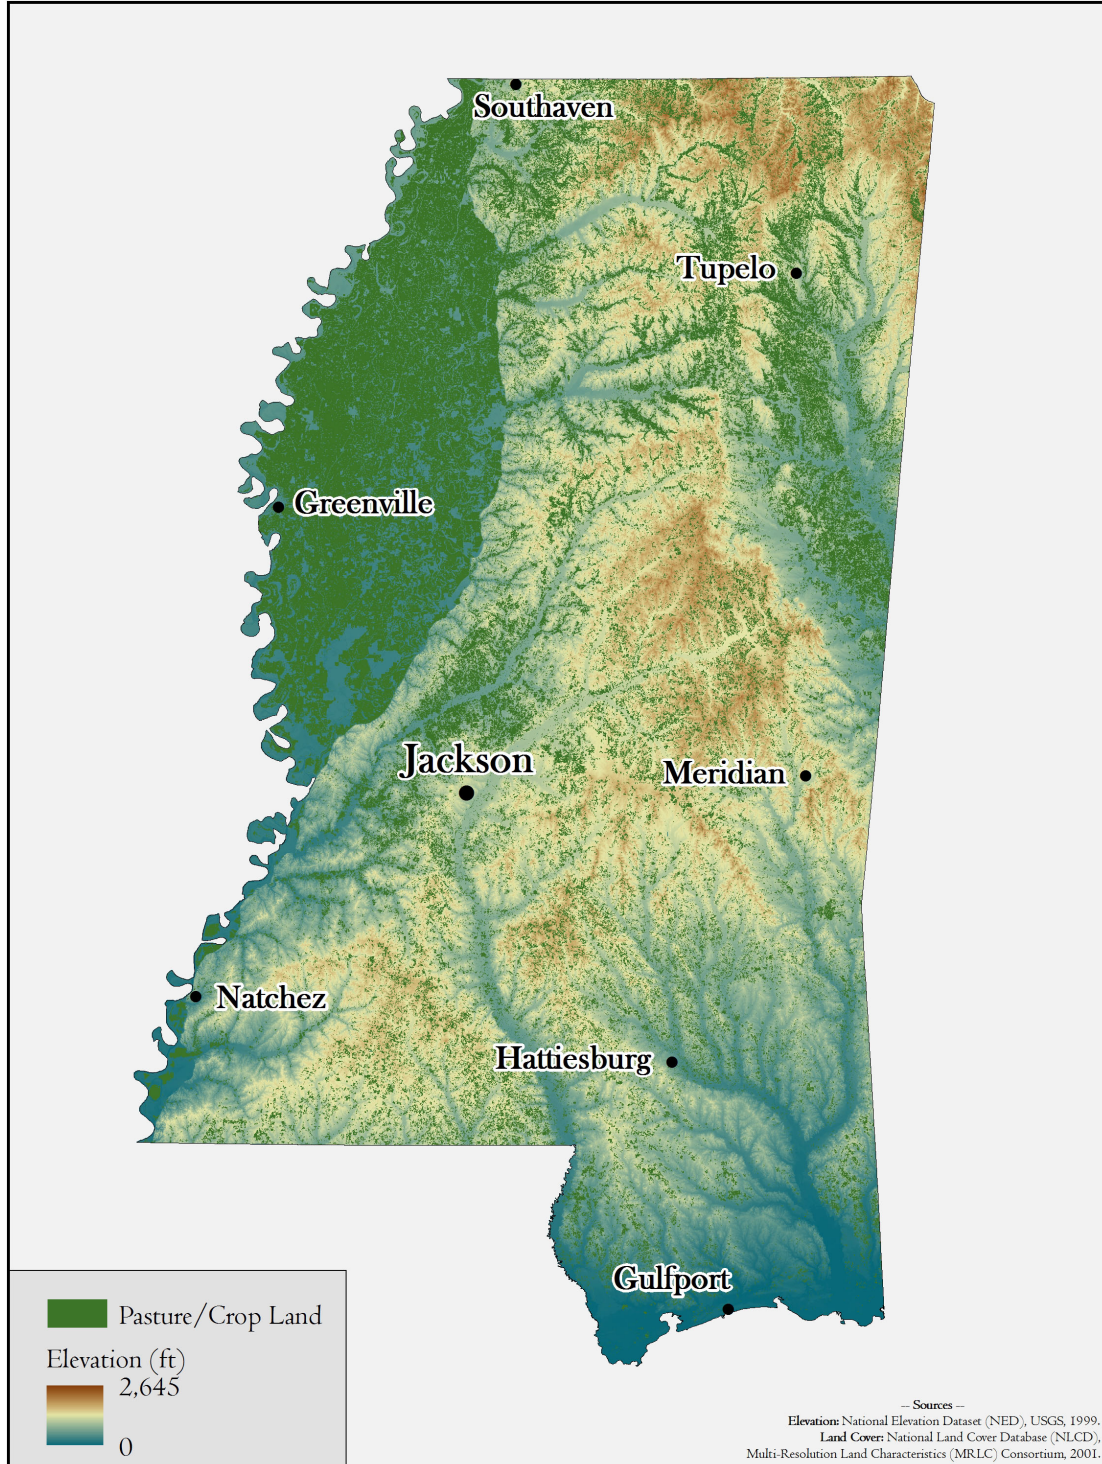 Southaven
Tupelo
Greenville
Jackson
Meridian
Natchez
Hattiesburg
Gulfport
Pasture/Crop Land
Elevation (ft)
2,645
0
-- Sources --
Elevation: National Elevation Dataset (NED), USGS, 1999.
Land Cover: National Land Cover Database (NLCD),
Multi-Resolution Land Characteristics (MRLC) Consortium, 2001.